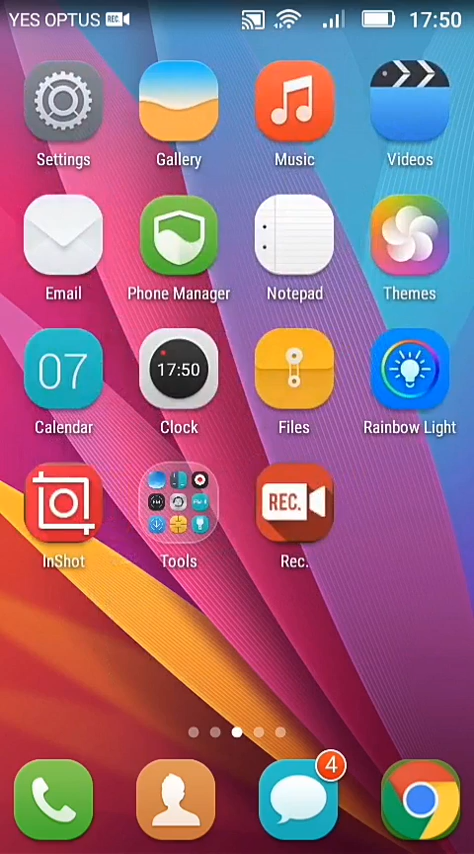 YES OPTUS REC 17:50
Settings Gallery Music Videos
Email Phone Manager Notepad Themes
07 17:50
Calendar Clock Files Rainbow Light
REC.
InShot Tools Rec.
4